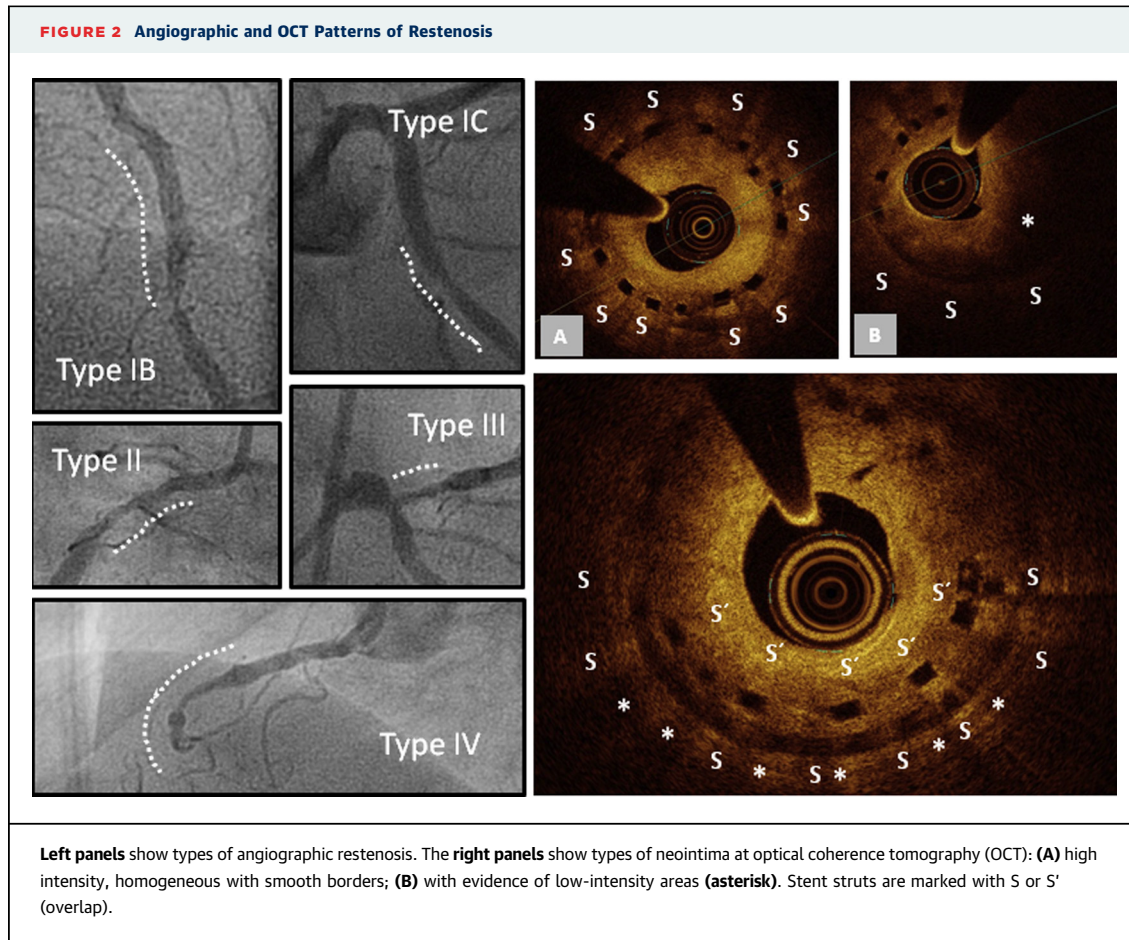 FIGURE 2 Angiographic and OCT Patterns of Restenosis
Type IB
Type IC
Type II
Type III
Type IV
S S S S S S S S S S S
A
S S S
*
B
S S S S S S S S
S´ S´ S´ S´ S´
* * * * * *
Left panels show types of angiographic restenosis. The right panels show types of neointima at optical coherence tomography (OCT): (A) high
intensity, homogeneous with smooth borders; (B) with evidence of low-intensity areas (asterisk). Stent struts are marked with S or S'
(overlap).